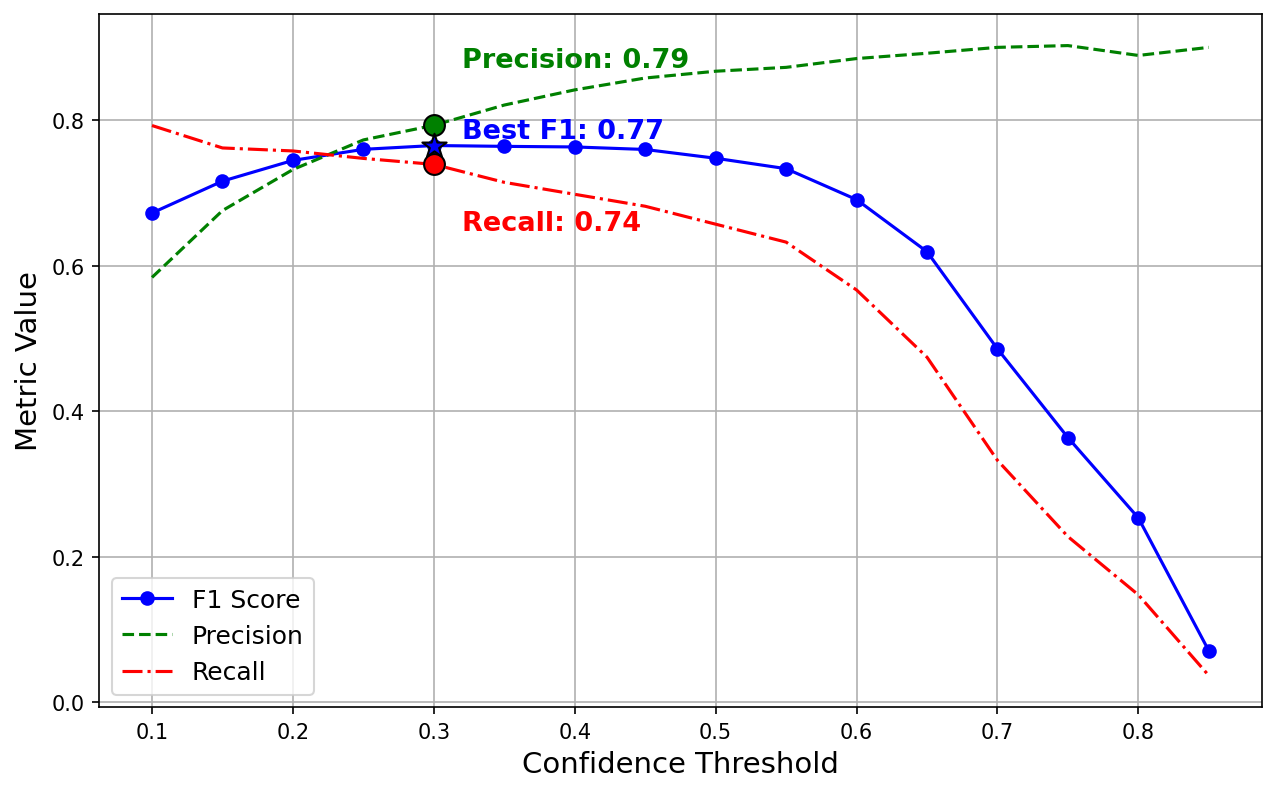 Precision: 0.79
Best F1: 0.77
Recall: 0.74
Metric Value
0.8
0.6
0.4
0.2
0.0
F1 Score
Precision
Recall
0.1 0.2 0.3 0.4 0.5 0.6 0.7 0.8
Confidence Threshold